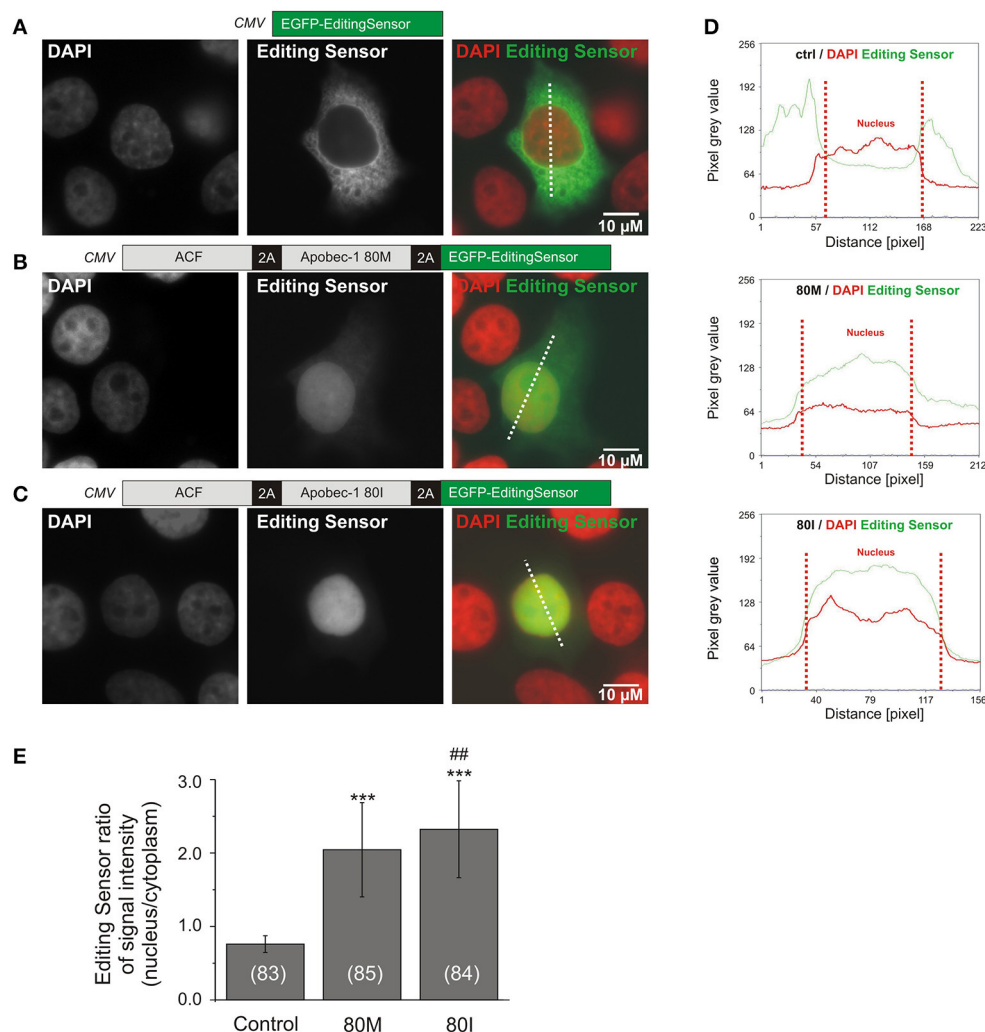 A
CMV EGFP-EditingSensor
DAPI Editing Sensor DAPI Editing Sensor
10 µM
B
CMV ACF 2A Apobec-1 80M 2A EGFP-EditingSensor
DAPI Editing Sensor DAPI Editing Sensor
10 µM
C
CMV ACF 2A Apobec-1 80I 2A EGFP-EditingSensor
DAPI Editing Sensor DAPI Editing Sensor
10 µM
D
ctrl / DAPI Editing Sensor
Nucleus
Pixel grey value
256
192
128
64
0
1 57 112 168 223
Distance [pixel]
80M / DAPI Editing Sensor
Nucleus
Pixel grey value
256
192
128
64
0
1 54 107 159 212
Distance [pixel]
80I / DAPI Editing Sensor
Nucleus
Pixel grey value
256
192
128
64
0
1 40 79 117 156
Distance [pixel]
E
Editing Sensor ratio
of signal intensity
(nucleus/cytoplasm)
3.0
2.0
1.0
0.0
##
*** ***
(83) (85) (84)
Control 80M 80I